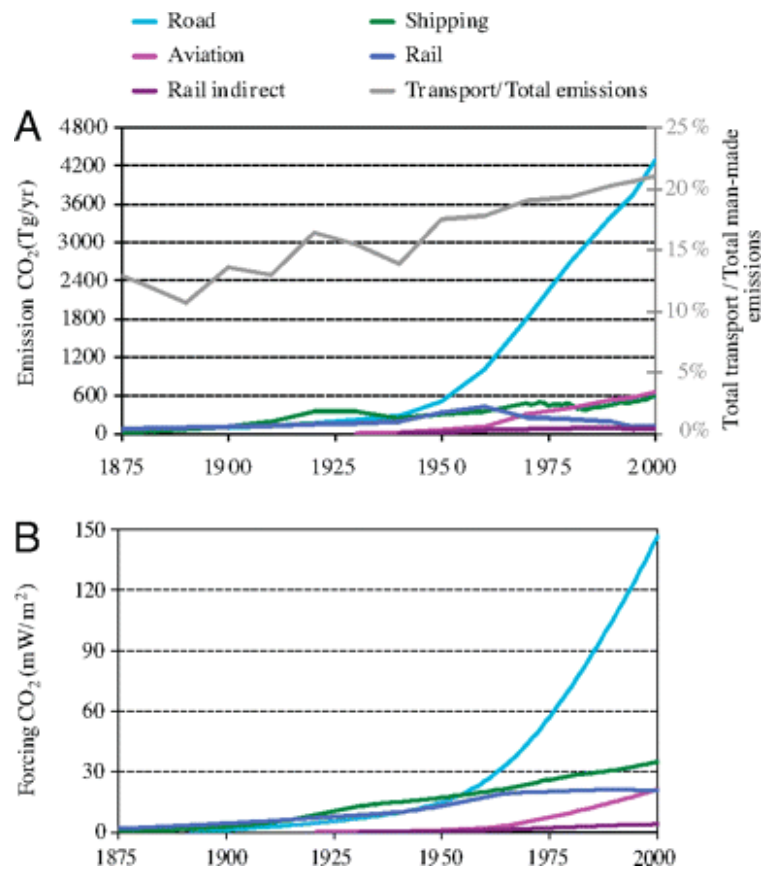 Road Shipping
Aviation Rail
Rail indirect Transport/Total emissions
A
4800 25%
4200
3600 20%
3000
15%
2400
1800 10%
1200
5%
600
0 0%
Emission CO₂(Tg/yr)
Total transport/Total man-made
emissions
1875 1900 1925 1950 1975 2000
B
150
120
90
60
30
0
Forcing CO₂(mW/m²)
1875 1900 1925 1950 1975 2000